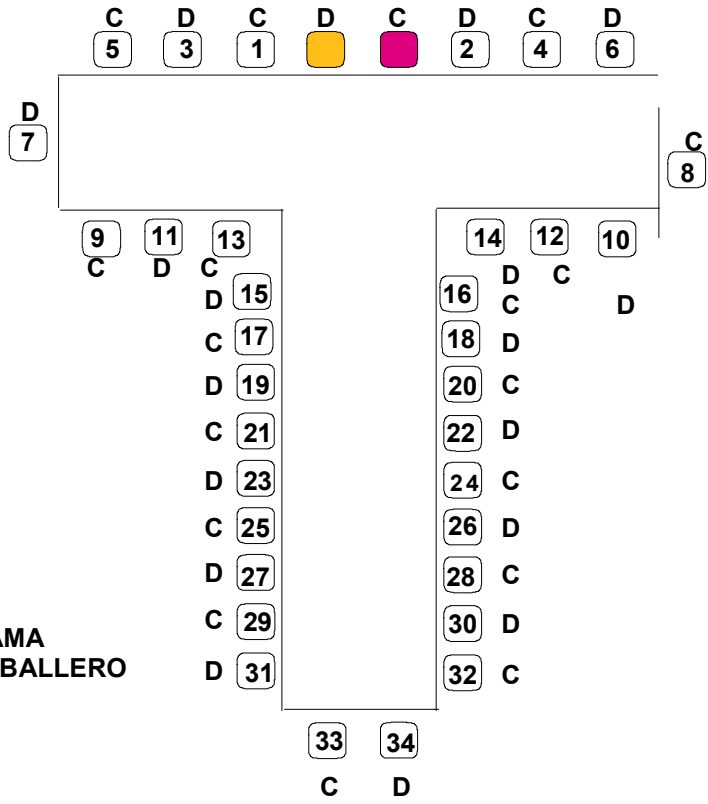 C D C D C D C D
5 3 1 2 4 6
D
7
C
8
9 11 13 14 12 10
C D C D C
D 15 16 C D
C 17 18 D
D 19 20 C
C 21 22 D
D 23 24 C
C 25 26 D
D 27 28 C
C 29 30 D
AMA
BALLERO
D 31 32 C
33 34
C D